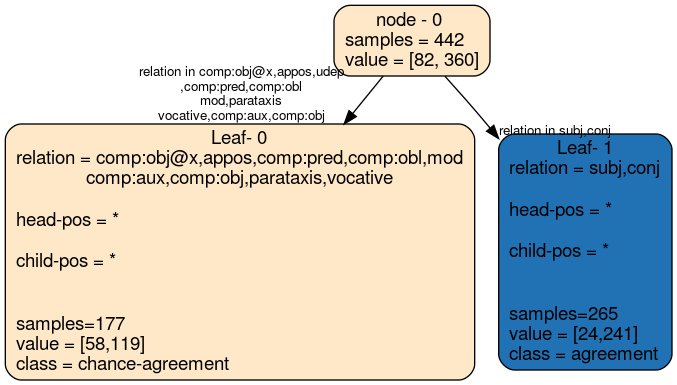 node - 0
samples = 442
value = [82, 360]
relation in comp:obj@x,appos,udep
,comp:pred,comp:obl
mod,parataxis
vocative,comp:aux,comp:obj
relation in subj,conj
Leaf- 0
relation = comp:obj@x,appos,comp:pred,comp:obl,mod
comp:aux,comp:obj,parataxis,vocative
head-pos = *
child-pos = *
samples=177
value = [58,119]
class = chance-agreement
Leaf- 1
relation = subj,conj
head-pos = *
child-pos = *
samples=265
value = [24,241]
class = agreement